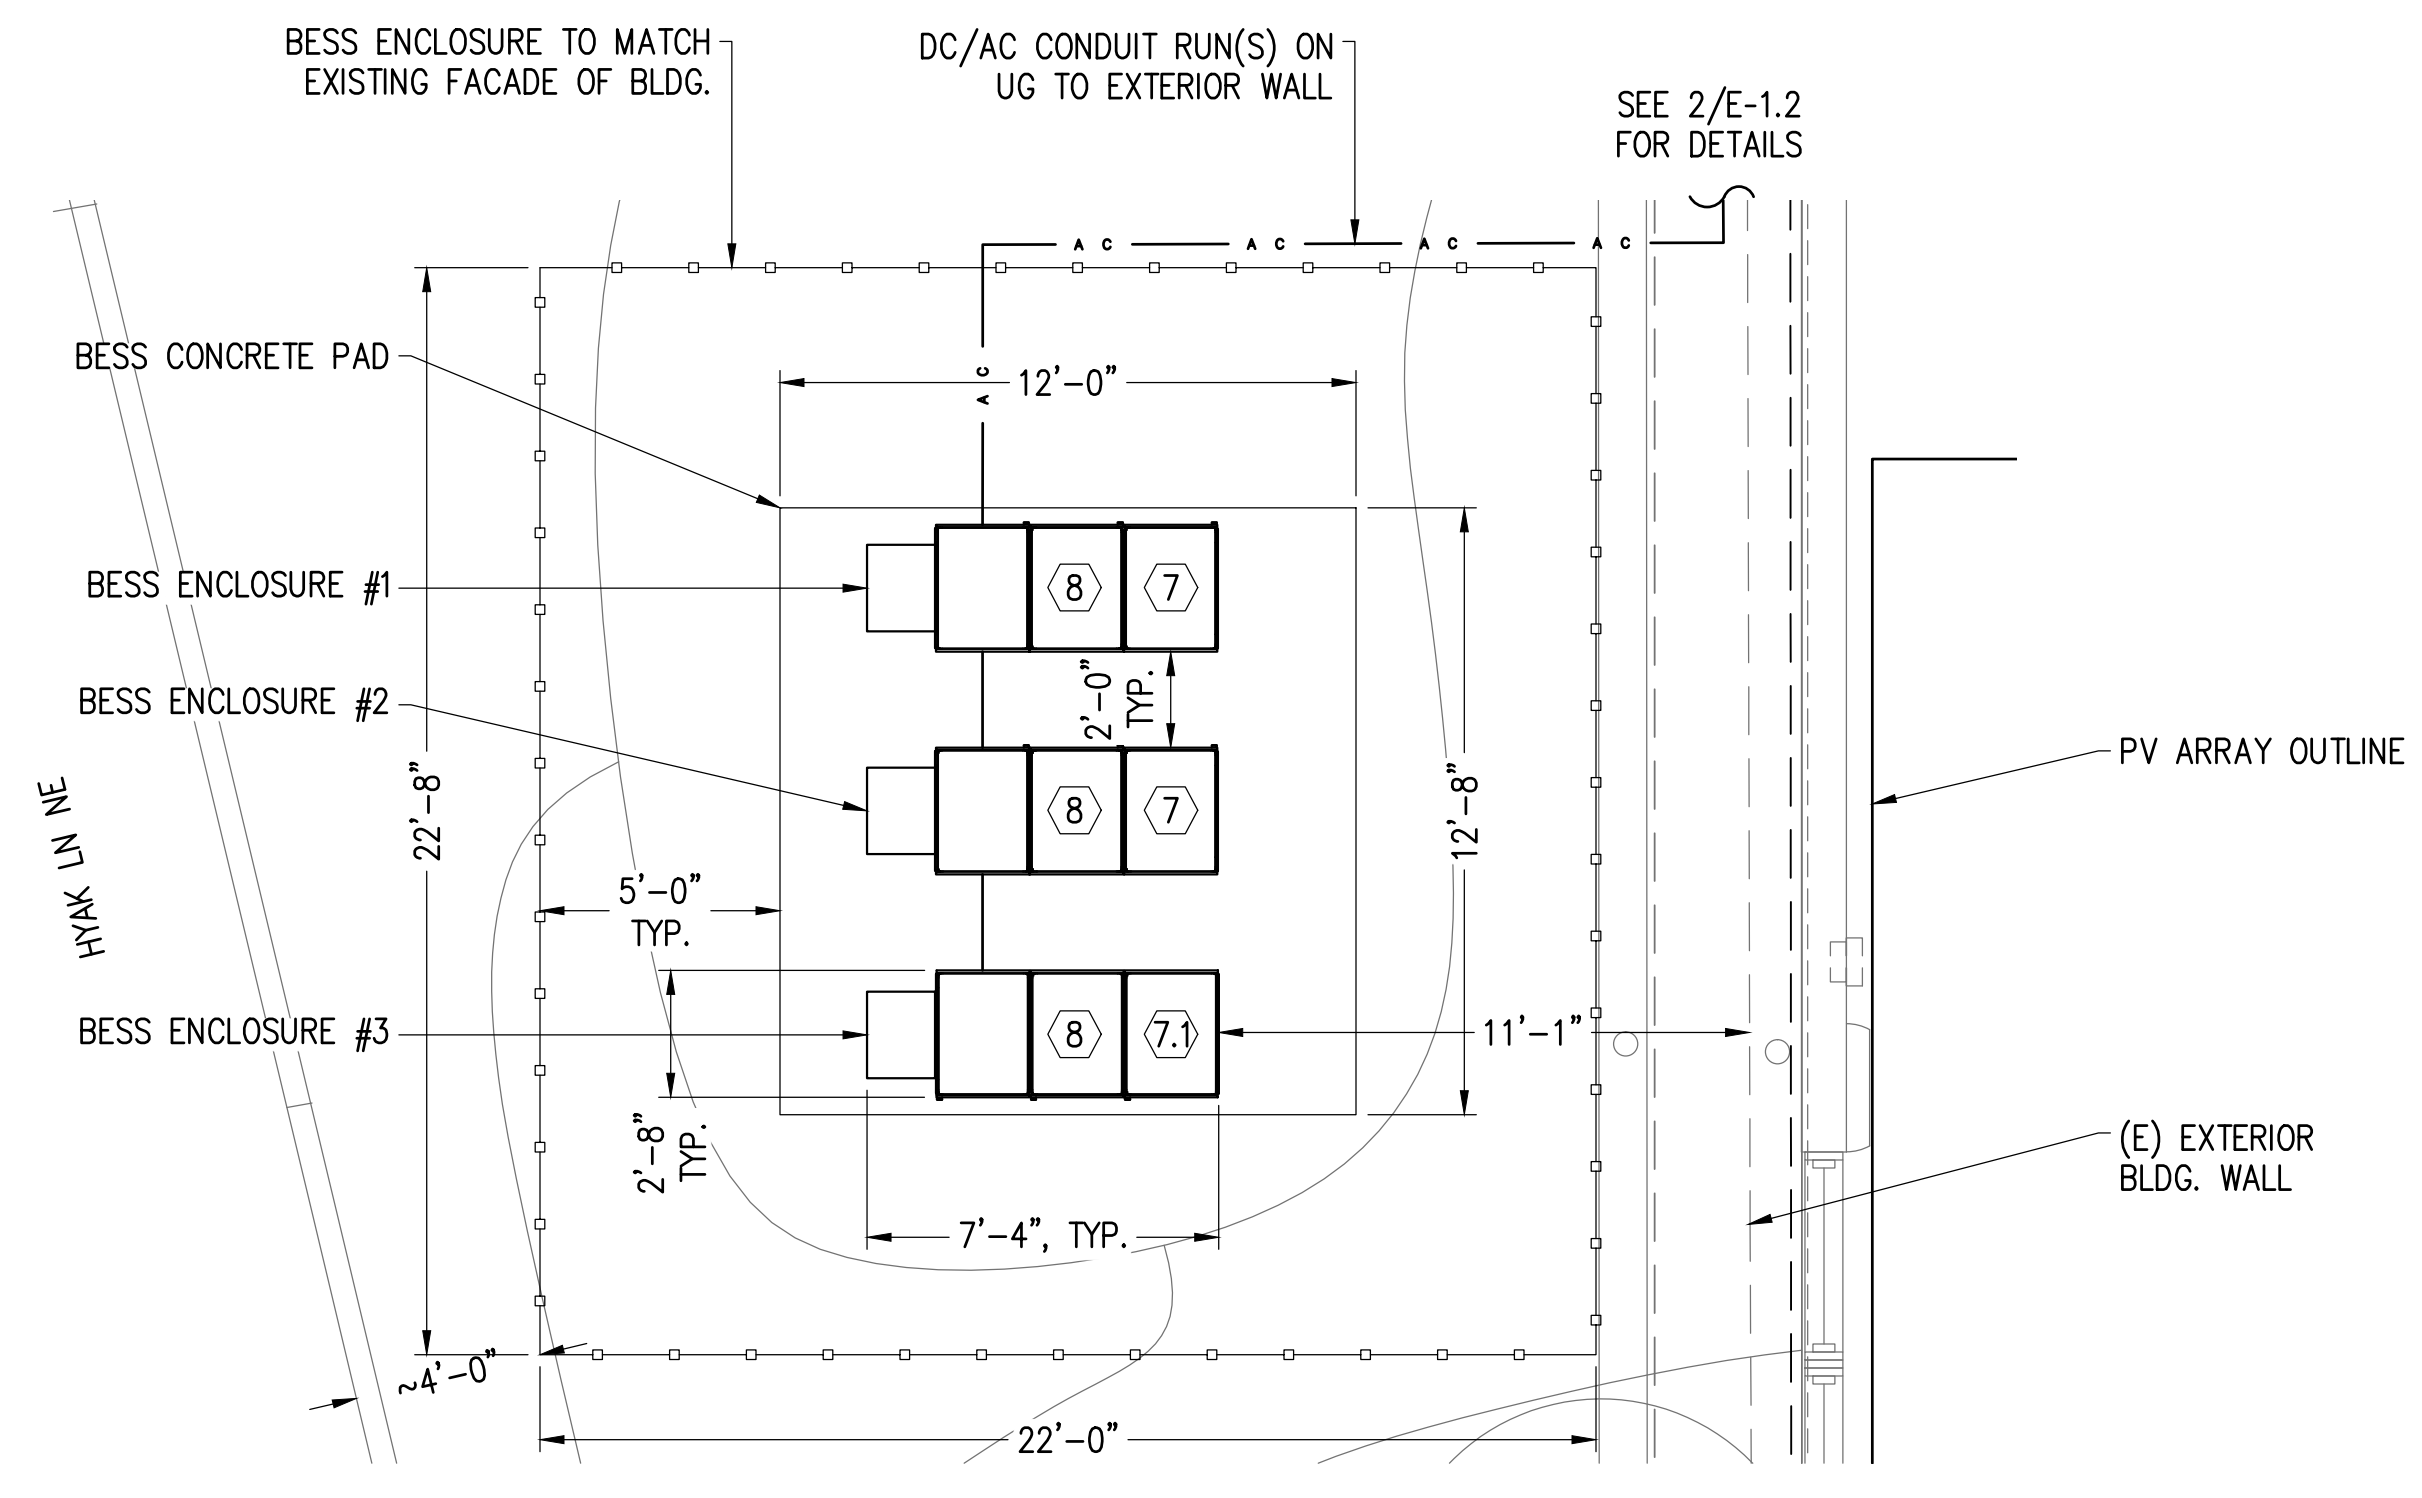 BESS ENCLOSURE TO MATCH
EXISTING FACADE OF BLDG.
DC/AC CONDUIT RUN(S) ON
UG TO EXTERIOR WALL
SEE 2/E-1.2
FOR DETAILS
A C
A C
A C
A C
A C
BESS CONCRETE PAD
12'-0"
BESS ENCLOSURE #1
8
7
BESS ENCLOSURE #2
2'-0"
TYP.
8
7
22'-8"
12'-8"
PV ARRAY OUTLINE
HYAK LN NE
5'-0"
TYP.
BESS ENCLOSURE #3
8
7.1
11'-1"
2'-8"
TYP.
(E) EXTERIOR
BLDG. WALL
7'-4", TYP.
~4'-0"
22'-0"